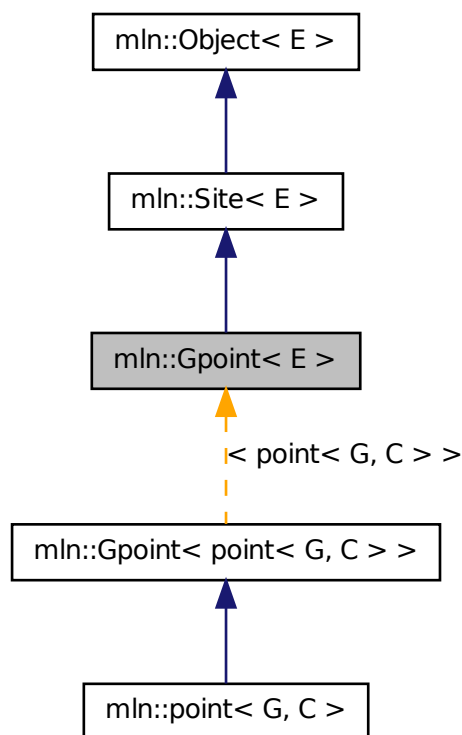 mln::Object< E >
mln::Site< E >
mln::Gpoint< E >
< point< G, C > >
mln::Gpoint< point< G, C > >
mln::point< G, C >